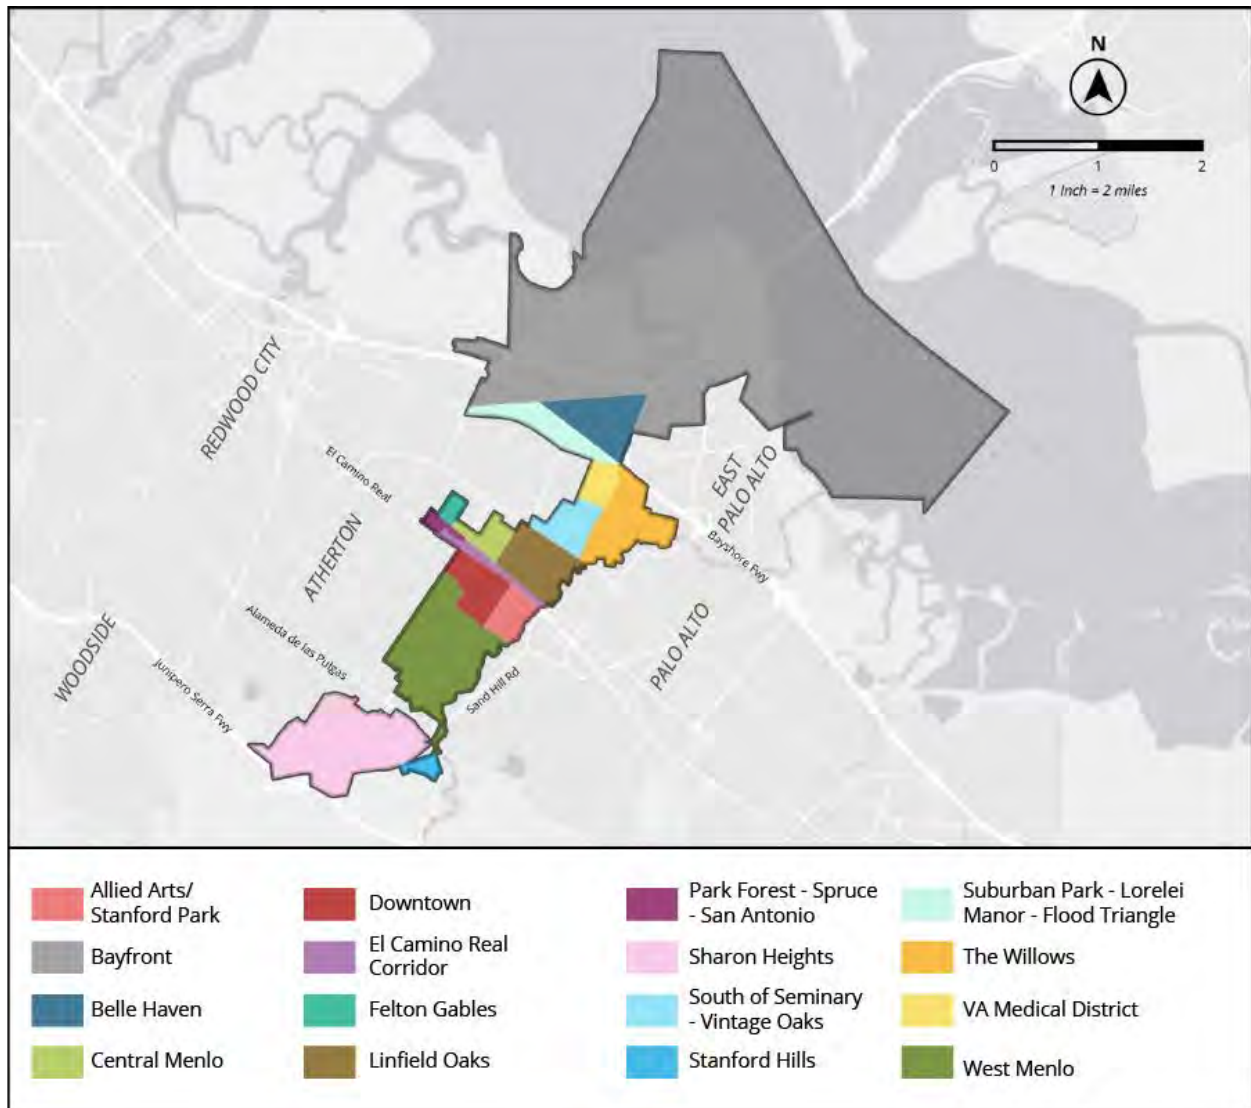 N
0 1 2
1 Inch = 2 miles
REDWOOD CITY
El Camino Real
EAST
PALO ALTO
ATHERTON
Bayshore Fwy
Alameda de las Pulgas
WOODSIDE
Junipero Serra Fwy
Sand Hill Rd
PALO ALTO
Allied Arts/
Stanford Park
Bayfront
Belle Haven
Central Menlo
Downtown
El Camino Real
Corridor
Felton Gables
Linfield Oaks
Park Forest - Spruce
- San Antonio
Sharon Heights
South of Seminary
- Vintage Oaks
Stanford Hills
Suburban Park - Lorelei
Manor - Flood Triangle
The Willows
VA Medical District
West Menlo